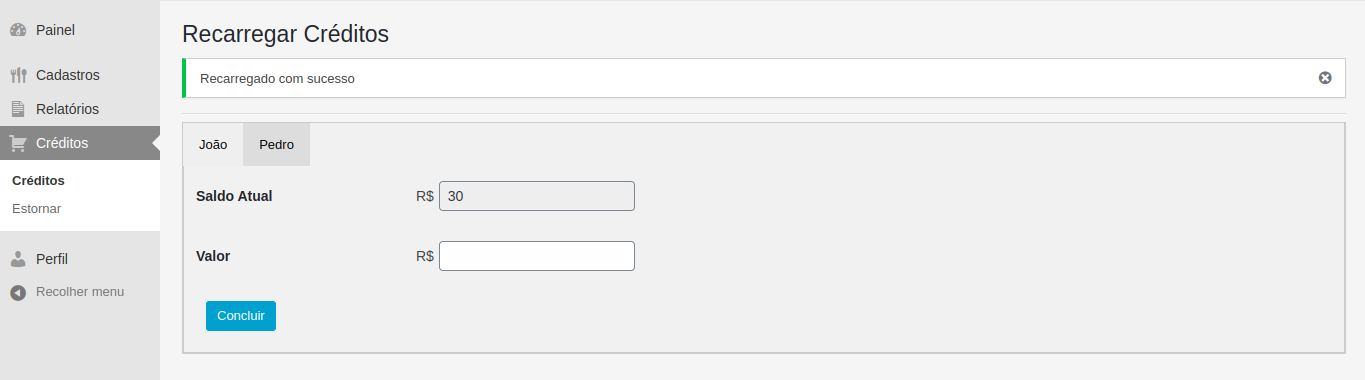 Painel
Cadastros
Relatórios
Créditos
Créditos
Estornar
Perfil
Recolher menu
Recarregar Créditos
Recarregado com sucesso
João Pedro
Saldo Atual R$ 30
Valor R$
Concluir